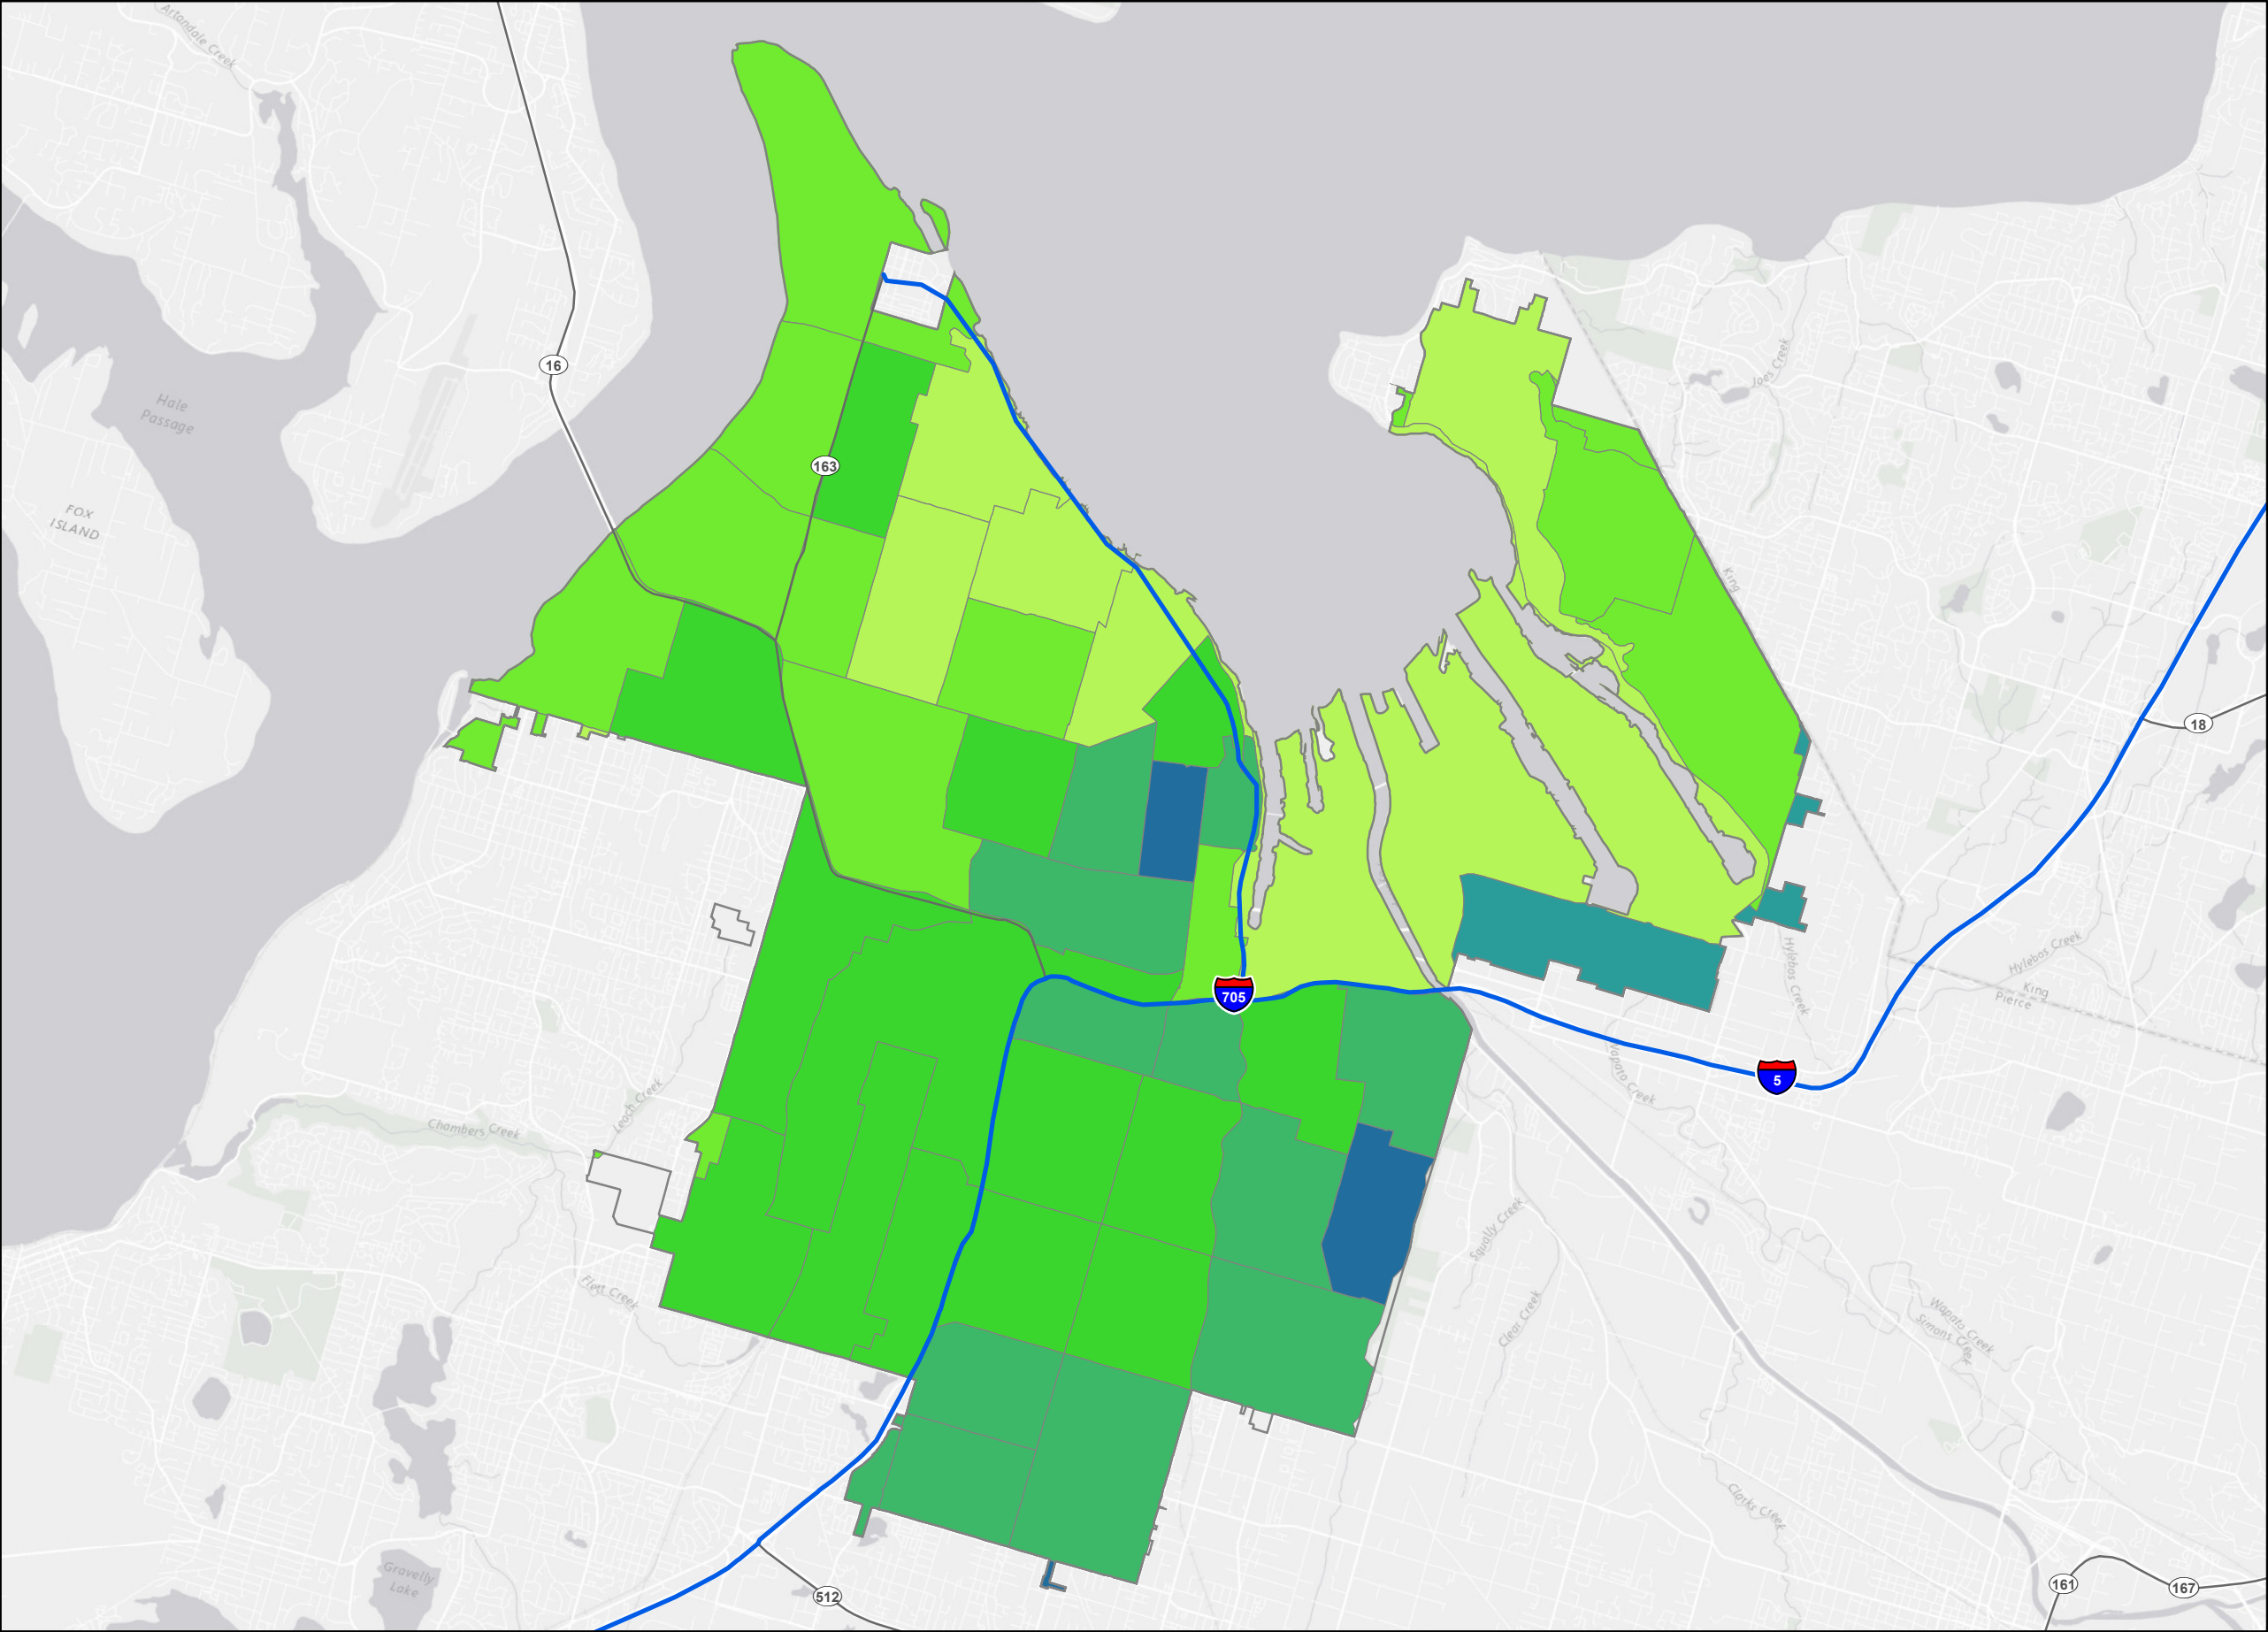 Artondale Creek
16
Hale
Passage
FOX
ISLAND
163
Joes Creek
King
18
705
5
Hylebos Creek
Hylebos Creek
King
Pierce
Wapato Creek
Leach Creek
Chambers Creek
Flett Creek
Squally Creek
Clear Creek
Wapato Creek
Simons Creek
Clarks Creek
Gravelly
Lake
512
161
167